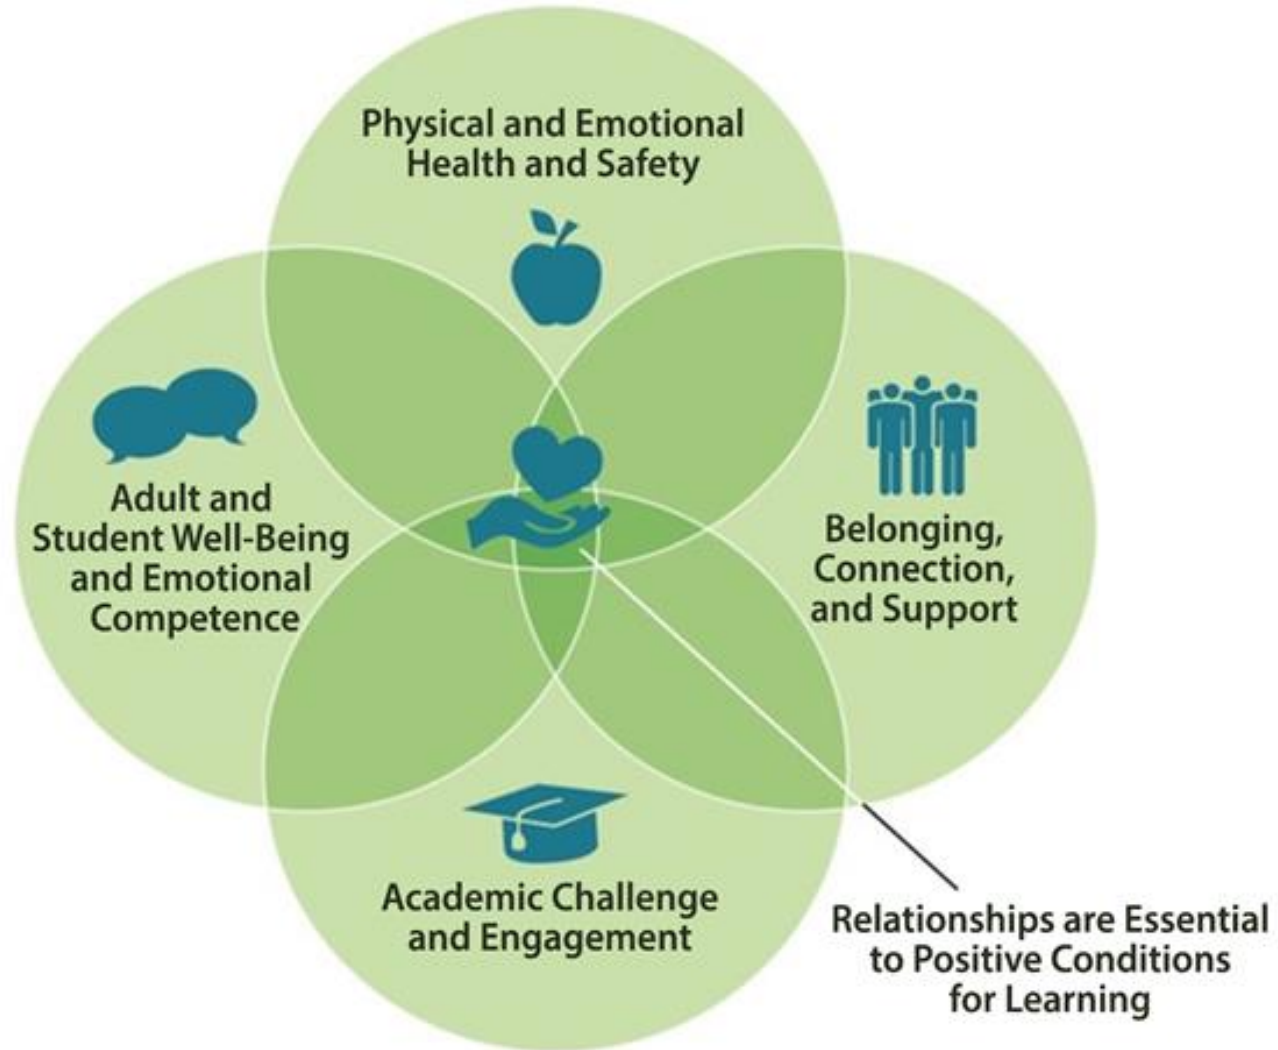 Physical and Emotional
Health and Safety
Adult and
Student Well-Being
and Emotional
Competence
Belonging,
Connection,
and Support
Academic Challenge
and Engagement
Relationships are Essential
to Positive Conditions
for Learning